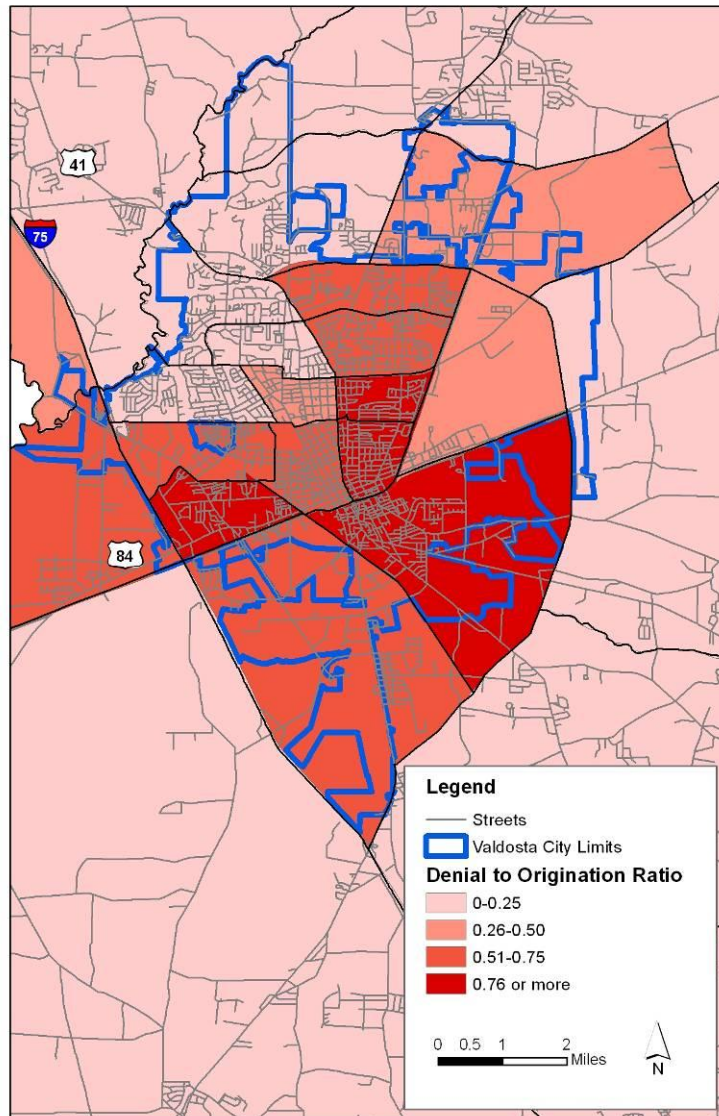 41
75
84
Legend
Streets
Valdosta City Limits
Denial to Origination Ratio
0-0.25
0.26-0.50
0.51-0.75
0.76 or more
0 0.5 1 2
Miles
N